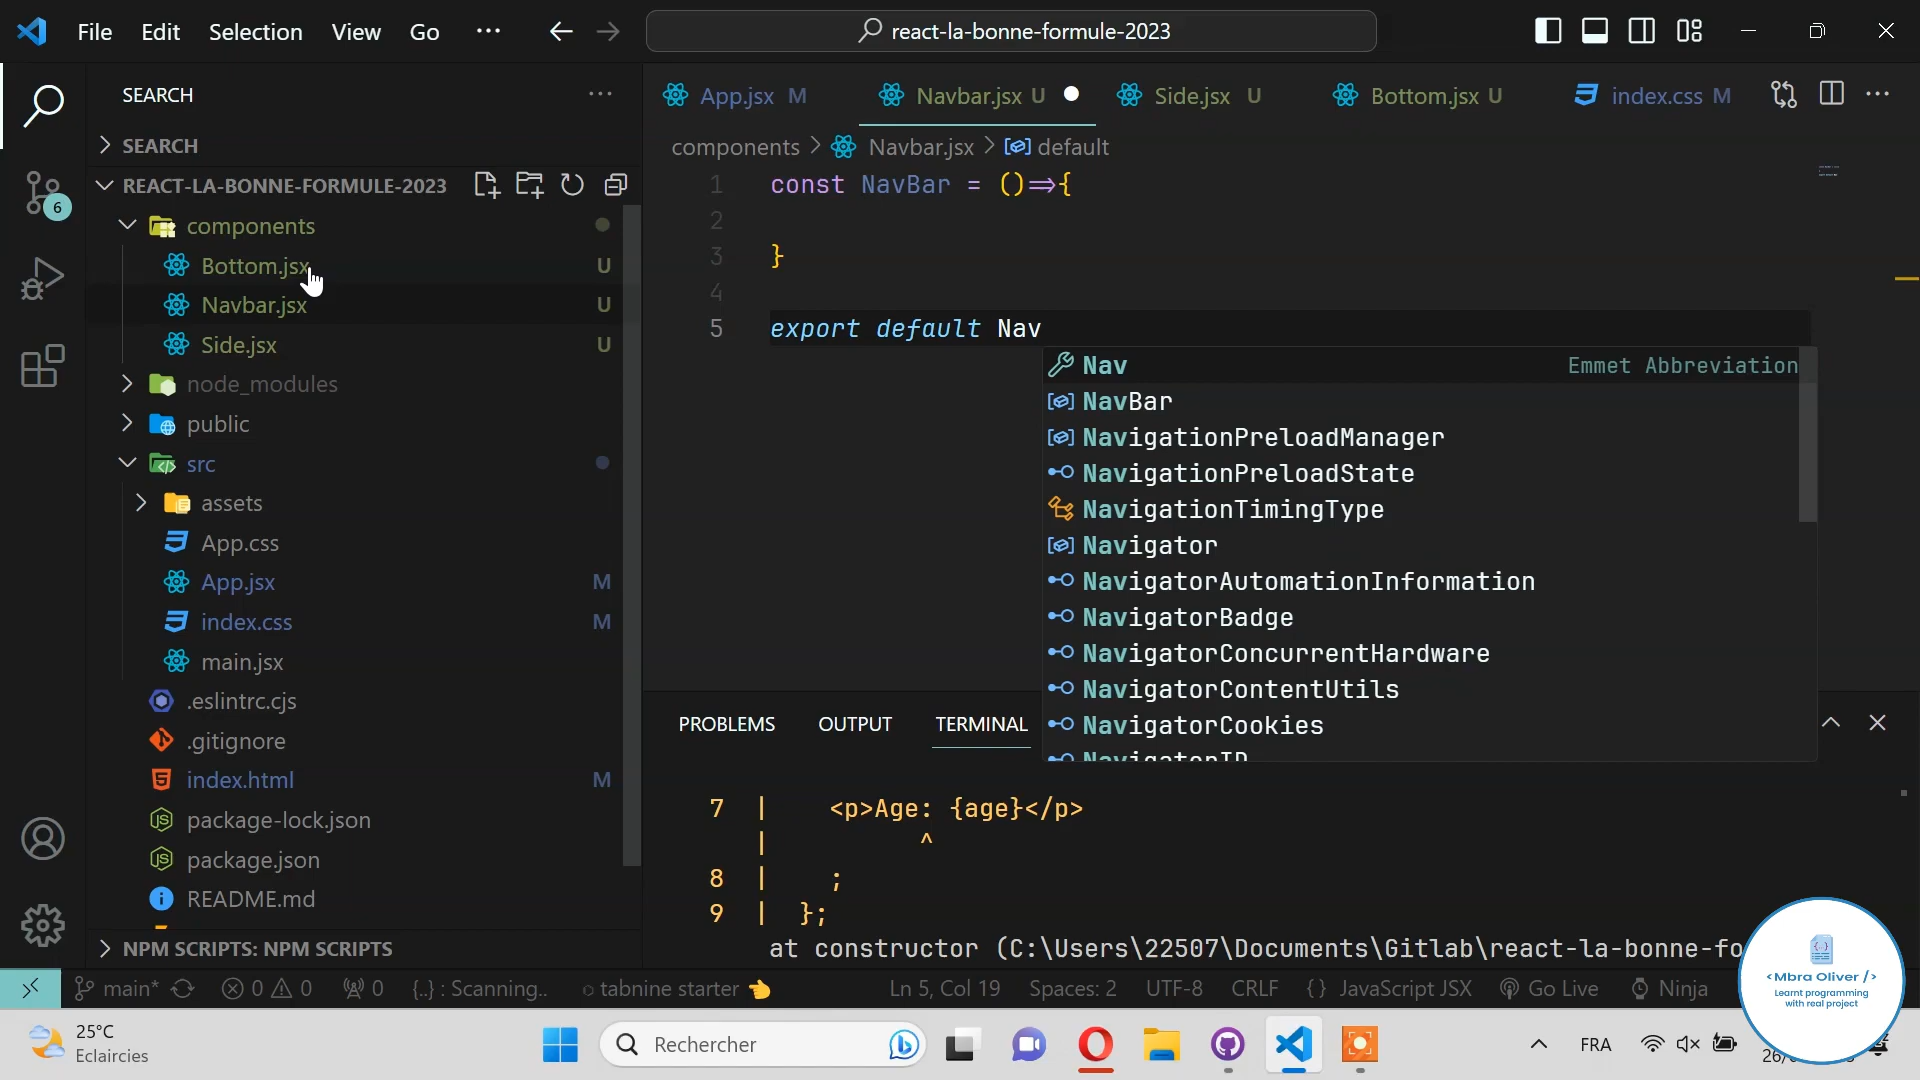 File Edit Selection View Go ··· react-la-bonne-formule-2023
SEARCH ···
SEARCH
REACT-LA-BONNE-FORMULE-2023
components
Bottom.jsx U
Navbar.jsx U
Side.jsx U
node_modules
public
src
assets
App.css
App.jsx M
index.css M
main.jsx
.eslintrc.cjs
.gitignore
index.html M
package-lock.json
package.json
README.md
NPM SCRIPTS: NPM SCRIPTS
6
App.jsx M Navbar.jsx U Side.jsx U Bottom.jsx U index.css M ···
components > Navbar.jsx > default
1 const NavBar = ()=>{
2
3 }
4
5 export default Nav
Nav Emmet Abbreviation
NavBar
NavigationPreloadManager
NavigationPreloadState
NavigationTimingType
Navigator
NavigatorAutomationInformation
NavigatorBadge
NavigatorConcurrentHardware
NavigatorContentUtils
NavigatorCookies
NavigatorID
PROBLEMS OUTPUT TERMINAL
7 | <p>Age: {age}</p>
| ^
8 | ;
9 | };
at constructor (C:\Users\22507\Documents\Gitlab\react-la-bonne-fo
main* 0 0 0 {..} : Scanning.. tabnine starter 👈 Ln 5, Col 19 Spaces: 2 UTF-8 CRLF {} JavaScript JSX Go Live Ninja
<Mbra Oliver />
Learnt programming
with real project
25°C
Eclaircies
Rechercher
FRA
26/